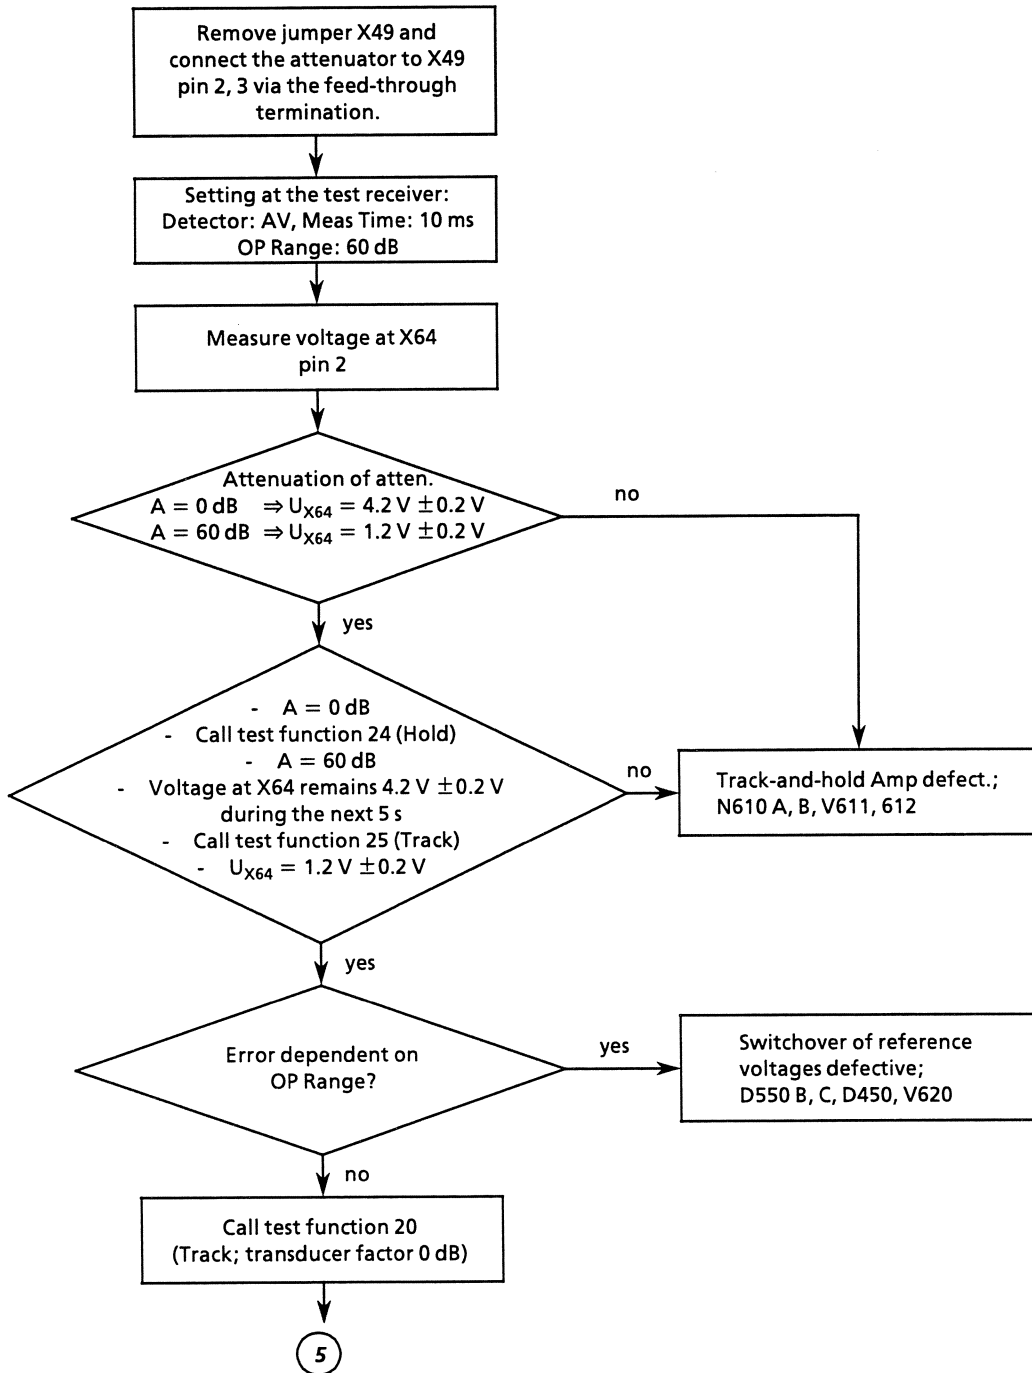 Remove jumper X49 and
connect the attenuator to X49
pin 2, 3 via the feed-through
termination.
Setting at the test receiver:
Detector: AV, Meas Time: 10 ms
OP Range: 60 dB
Measure voltage at X64
pin 2
Attenuation of atten.
A = 0 dB ⇒ UX64 = 4.2 V ±0.2 V
A = 60 dB ⇒ UX64 = 1.2 V ±0.2 V
no
yes
- A = 0 dB
- Call test function 24 (Hold)
- A = 60 dB
- Voltage at X64 remains 4.2 V ±0.2 V
during the next 5 s
- Call test function 25 (Track)
- UX64 = 1.2 V ±0.2 V
no
Track-and-hold Amp defect.;
N610 A, B, V611, 612
yes
Error dependent on
OP Range?
yes
Switchover of reference
voltages defective;
D550 B, C, D450, V620
no
Call test function 20
(Track; transducer factor 0 dB)
5